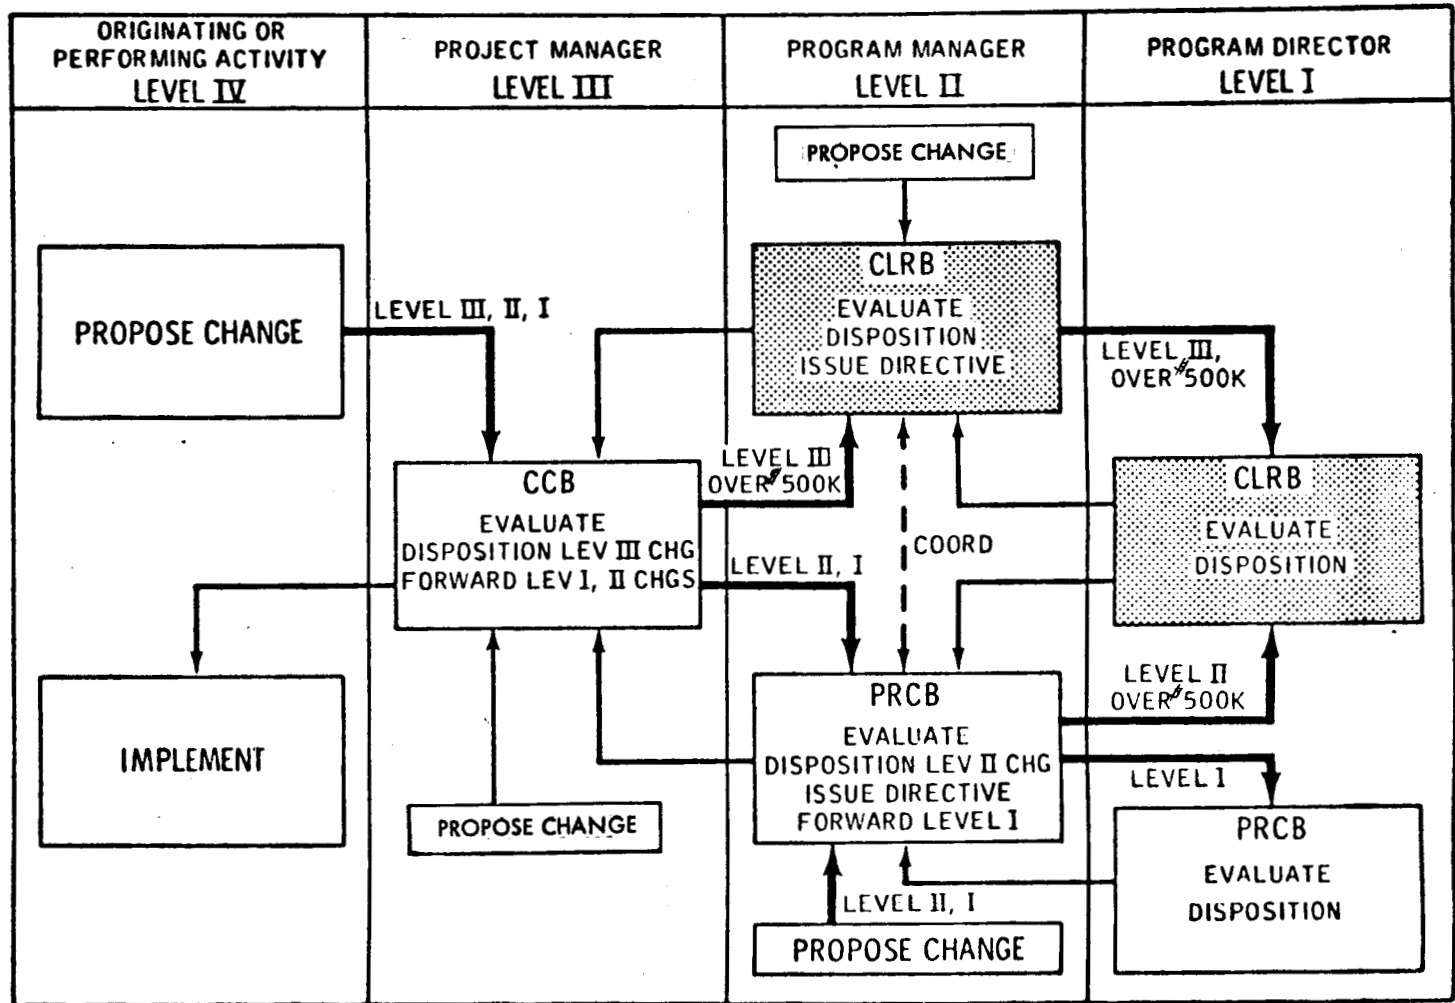 ORIGINATING OR
PERFORMING ACTIVITY
LEVEL IV
PROJECT MANAGER
LEVEL III
PROGRAM MANAGER
LEVEL II
PROGRAM DIRECTOR
LEVEL I
PROPOSE CHANGE
PROPOSE CHANGE
LEVEL III, II, I
CLRB
EVALUATE
DISPOSITION
ISSUE DIRECTIVE
LEVEL III,
OVER $500K
CCB
EVALUATE
DISPOSITION LEV III CHG
FORWARD LEV I, II CHGS
LEVEL III
OVER $500K
LEVEL II, I
COORD
CLRB
EVALUATE
DISPOSITION
IMPLEMENT
PROPOSE CHANGE
PRCB
EVALUATE
DISPOSITION LEV II CHG
ISSUE DIRECTIVE
FORWARD LEVEL I
LEVEL II
OVER $500K
LEVEL I
PRCB
EVALUATE
DISPOSITION
LEVEL II, I
PROPOSE CHANGE